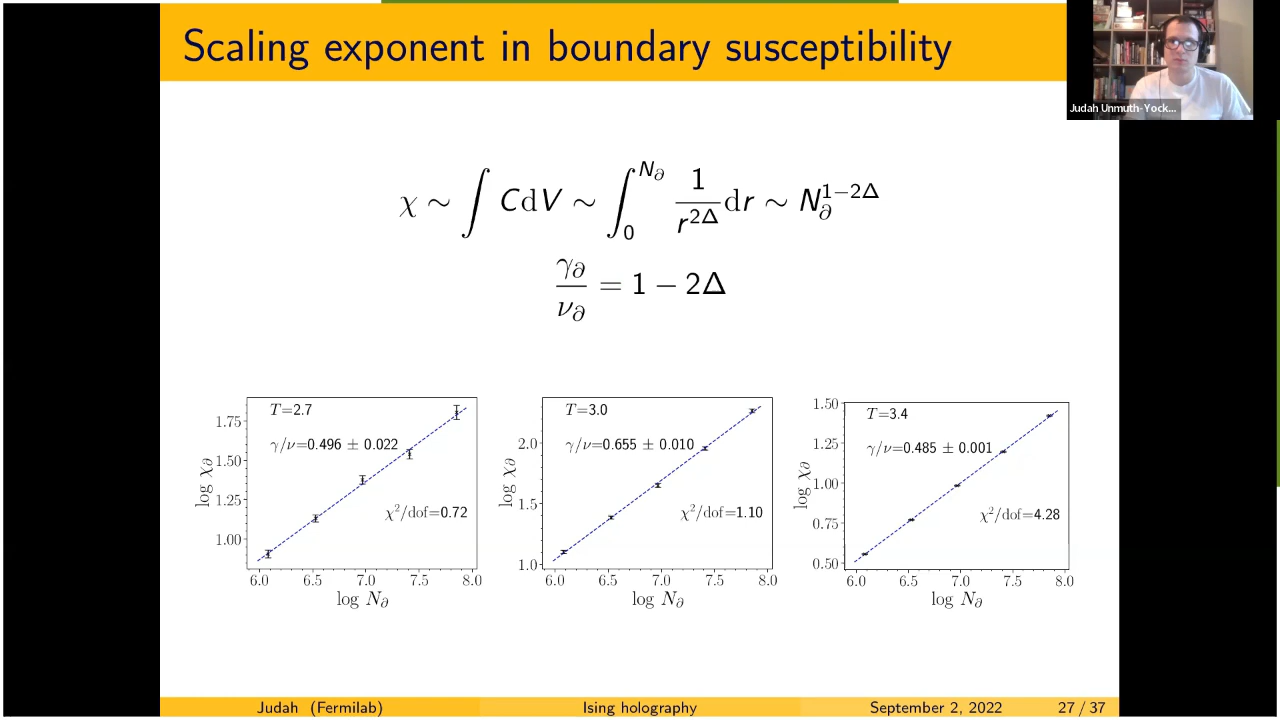 Scaling exponent in boundary susceptibility
Judah Unmuth-Yock...
χ ∼ ∫ CdV ∼ ∫₀^{N∂} 1/r^{2Δ} dr ∼ N∂^{1−2Δ}
γ∂/ν∂ = 1 − 2Δ
T=2.7
γ/ν=0.496 ± 0.022
χ²/dof=0.72
log χ∂
1.75
1.50
1.25
1.00
6.0 6.5 7.0 7.5 8.0
log N∂
T=3.0
γ/ν=0.655 ± 0.010
χ²/dof=1.10
log χ∂
2.0
1.5
1.0
6.0 6.5 7.0 7.5 8.0
log N∂
T=3.4
γ/ν=0.485 ± 0.001
χ²/dof=4.28
log χ∂
1.50
1.25
1.00
0.75
0.50
6.0 6.5 7.0 7.5 8.0
log N∂
Judah (Fermilab) Ising holography September 2, 2022 27 / 37